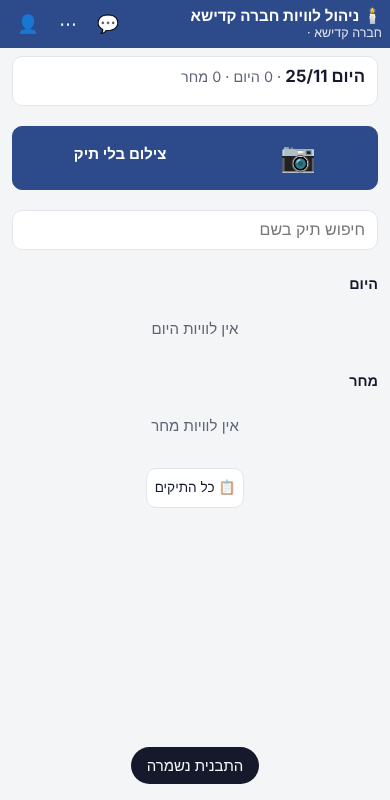 🕯️ ניהול לוויות חברה קדישא
חברה קדישא ·
היום 25/11 · 0 היום · 0 מחר
צילום בלי תיק
חיפוש תיק בשם
היום
אין לוויות היום
מחר
אין לוויות מחר
📋 כל התיקים
התבנית נשמרה